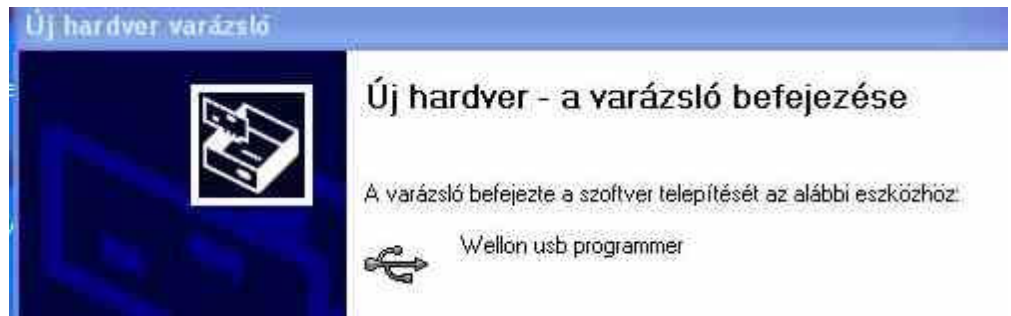 Új hardver varázsló
Új hardver - a varázsló befejezése
A varázsló befejezte a szoftver telepítését az alábbi eszközhöz:
Wellon usb programmer